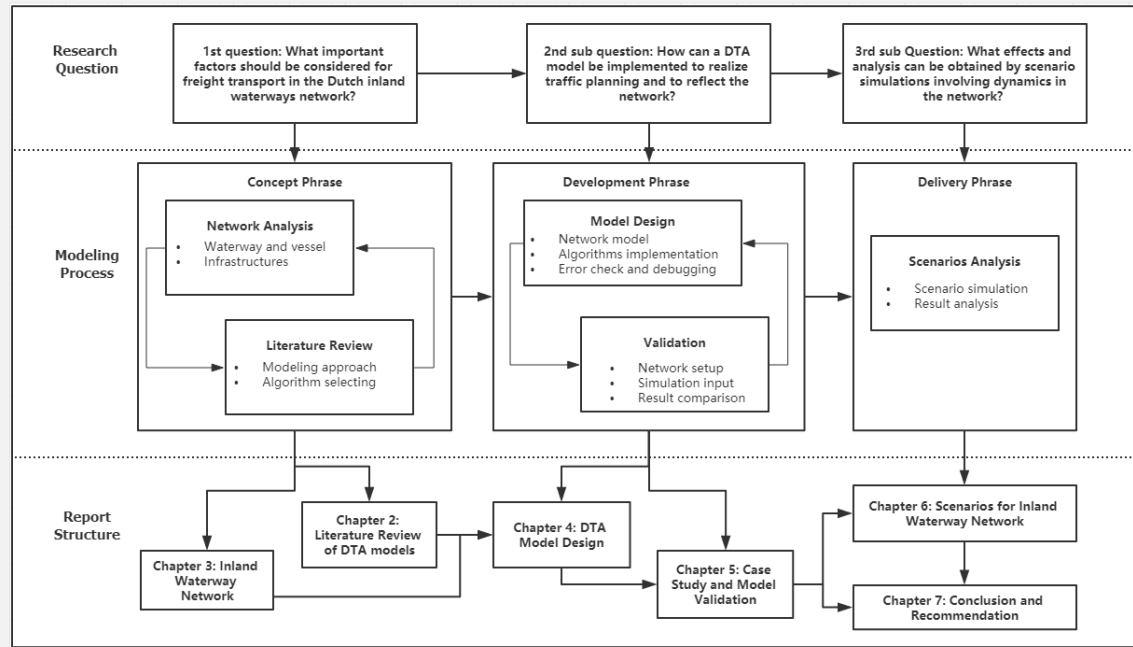 Research
Question
1st question: What important
factors should be considered for
freight transport in the Dutch inland
waterways network?
2nd sub question: How can a DTA
model be implemented to realize
traffic planning and to reflect the
network?
3rd sub Question: What effects and
analysis can be obtained by scenario
simulations involving dynamics in
the network?
Modeling
Process
Concept Phrase
Network Analysis
• Waterway and vessel
• Infrastructures
Literature Review
• Modeling approach
• Algorithm selecting
Development Phrase
Model Design
• Network model
• Algorithms implementation
• Error check and debugging
Validation
• Network setup
• Simulation input
• Result comparison
Delivery Phrase
Scenarios Analysis
• Scenario simulation
• Result analysis
Report
Structure
Chapter 3: Inland
Waterway
Network
Chapter 2:
Literature Review
of DTA models
Chapter 4: DTA
Model Design
Chapter 5: Case
Study and Model
Validation
Chapter 6: Scenarios for Inland
Waterway Network
Chapter 7: Conclusion and
Recommendation